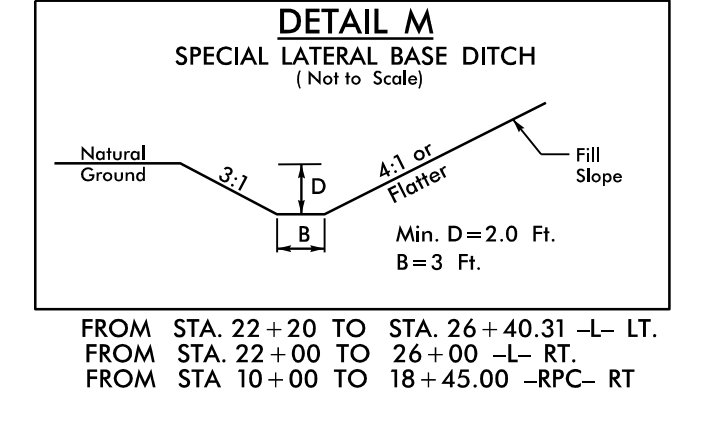 DETAIL M
SPECIAL LATERAL BASE DITCH
( Not to Scale)
Natural
Ground
3:1
D
B
4:1 or
Flatter
Fill
Slope
Min. D=2.0 Ft.
B=3 Ft.
FROM STA. 22+20 TO STA. 26+40.31 –L– LT.
FROM STA. 22+00 TO 26+00 –L– RT.
FROM STA 10+00 TO 18+45.00 –RPC– RT